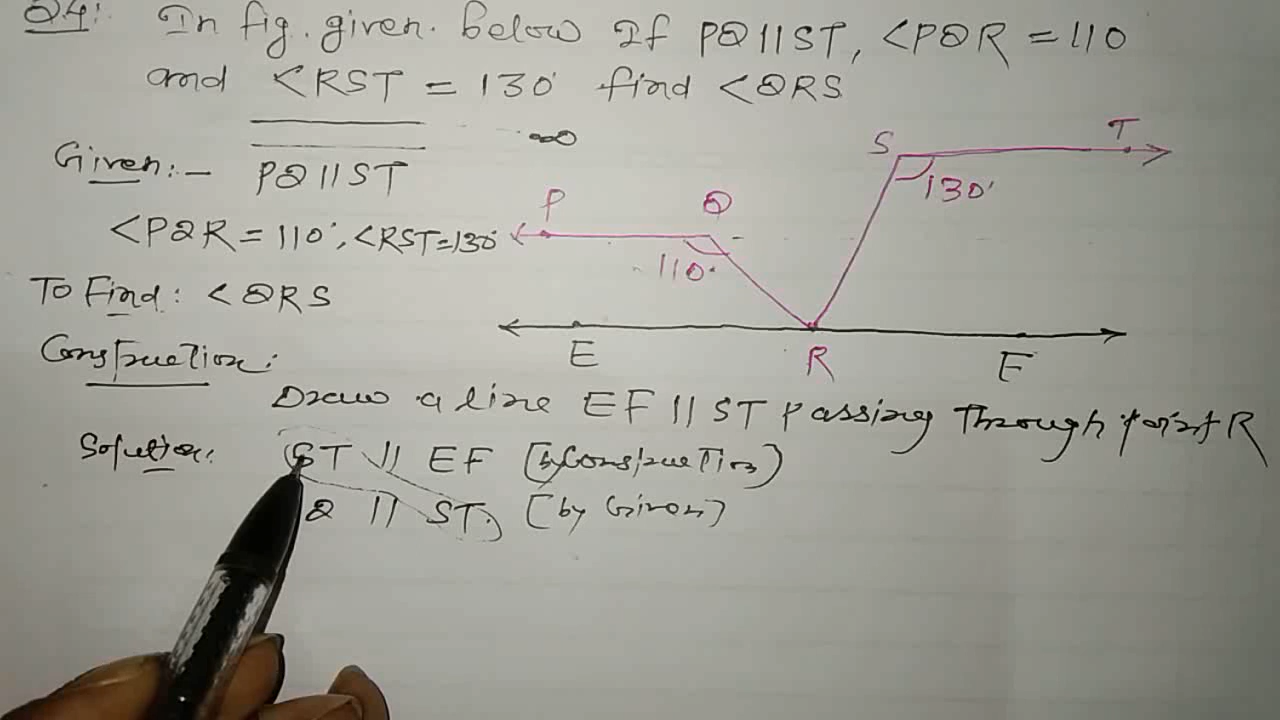 Q4: In fig. given. below If PQ || ST, <PQR = 110
and <RST = 130° find <QRS
Given:- PQ || ST
<PQR = 110°, <RST = 130°
To Find: <QRS
Construction:
Draw a line EF || ST passing through point R
Solution: ST || EF [by Construction]
Q || ST. [by Given]
S T
130°
P Q
110°
E R F